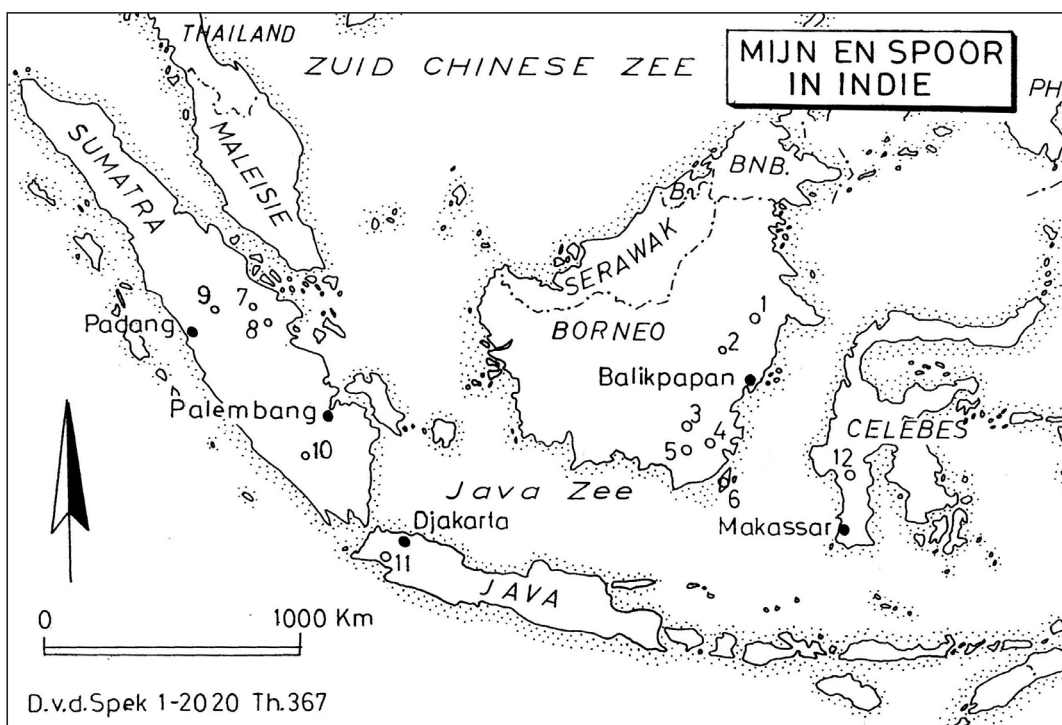 MIJN EN SPOOR
IN INDIE
THAILAND
ZUID CHINESE ZEE
PH
SUMATRA
MALEISIE
BNB.
Br.
SERAWAK
BORNEO
1
2
9
7
8
Padang
Balikpapan
Palembang
3
4
5
CELEBES
10
12
6
Java Zee
Makassar
Djakarta
11
JAVA
0
1000 Km
D.v.d.Spek 1-2020 Th.367